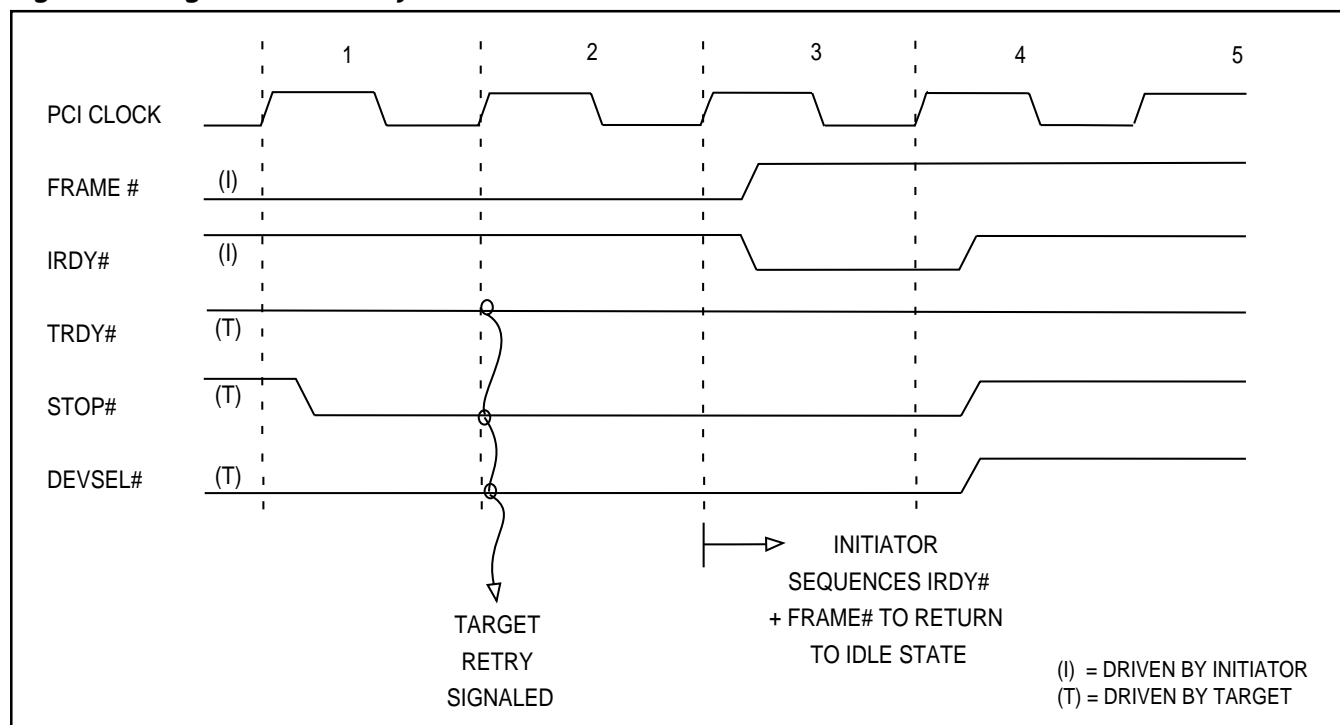 1 2 3 4 5
PCI CLOCK
FRAME # (I)
IRDY# (I)
TRDY# (T)
STOP# (T)
DEVSEL# (T)
INITIATOR
SEQUENCES IRDY#
+ FRAME# TO RETURN
TO IDLE STATE
TARGET
RETRY
SIGNALED
(I) = DRIVEN BY INITIATOR
(T) = DRIVEN BY TARGET